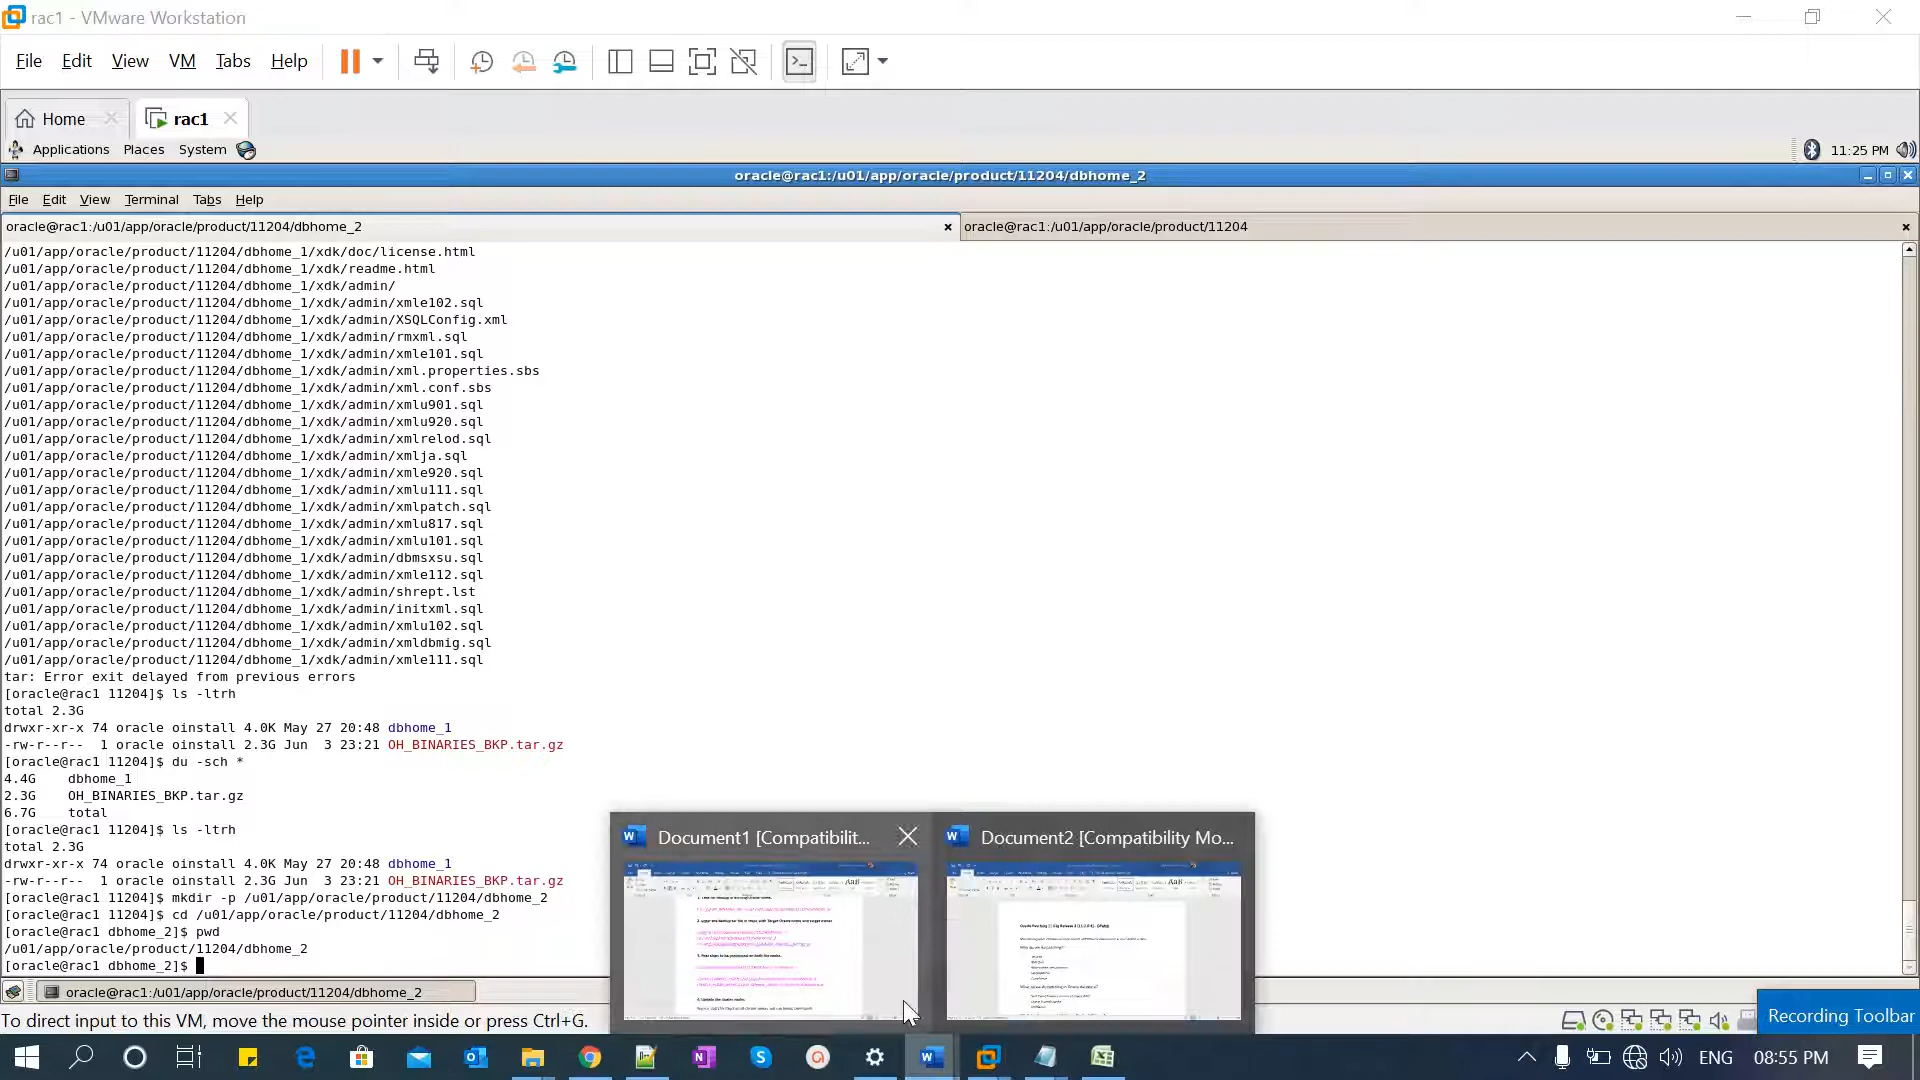 rac1 - VMware Workstation
File Edit View VM Tabs Help
Home rac1
Applications Places System 11:25 PM
oracle@rac1:/u01/app/oracle/product/11204/dbhome_2
File Edit View Terminal Tabs Help
oracle@rac1:/u01/app/oracle/product/11204/dbhome_2 oracle@rac1:/u01/app/oracle/product/11204
/u01/app/oracle/product/11204/dbhome_1/xdk/doc/license.html
/u01/app/oracle/product/11204/dbhome_1/xdk/readme.html
/u01/app/oracle/product/11204/dbhome_1/xdk/admin/
/u01/app/oracle/product/11204/dbhome_1/xdk/admin/xmle102.sql
/u01/app/oracle/product/11204/dbhome_1/xdk/admin/XSQLConfig.xml
/u01/app/oracle/product/11204/dbhome_1/xdk/admin/rmxml.sql
/u01/app/oracle/product/11204/dbhome_1/xdk/admin/xmle101.sql
/u01/app/oracle/product/11204/dbhome_1/xdk/admin/xml.properties.sbs
/u01/app/oracle/product/11204/dbhome_1/xdk/admin/xml.conf.sbs
/u01/app/oracle/product/11204/dbhome_1/xdk/admin/xmlu901.sql
/u01/app/oracle/product/11204/dbhome_1/xdk/admin/xmlu920.sql
/u01/app/oracle/product/11204/dbhome_1/xdk/admin/xmlrelod.sql
/u01/app/oracle/product/11204/dbhome_1/xdk/admin/xmlja.sql
/u01/app/oracle/product/11204/dbhome_1/xdk/admin/xmle920.sql
/u01/app/oracle/product/11204/dbhome_1/xdk/admin/xmlu111.sql
/u01/app/oracle/product/11204/dbhome_1/xdk/admin/xmlpatch.sql
/u01/app/oracle/product/11204/dbhome_1/xdk/admin/xmlu817.sql
/u01/app/oracle/product/11204/dbhome_1/xdk/admin/xmlu101.sql
/u01/app/oracle/product/11204/dbhome_1/xdk/admin/dbmsxsu.sql
/u01/app/oracle/product/11204/dbhome_1/xdk/admin/xmle112.sql
/u01/app/oracle/product/11204/dbhome_1/xdk/admin/shrept.lst
/u01/app/oracle/product/11204/dbhome_1/xdk/admin/initxml.sql
/u01/app/oracle/product/11204/dbhome_1/xdk/admin/xmlu102.sql
/u01/app/oracle/product/11204/dbhome_1/xdk/admin/xmldbmig.sql
/u01/app/oracle/product/11204/dbhome_1/xdk/admin/xmle111.sql
tar: Error exit delayed from previous errors
[oracle@rac1 11204]$ ls -ltrh
total 2.3G
drwxr-xr-x 74 oracle oinstall 4.0K May 27 20:48 dbhome_1
-rw-r--r-- 1 oracle oinstall 2.3G Jun 3 23:21 OH_BINARIES_BKP.tar.gz
[oracle@rac1 11204]$ du -sch *
4.4G dbhome_1
2.3G OH_BINARIES_BKP.tar.gz
6.7G total
[oracle@rac1 11204]$ ls -ltrh
total 2.3G
drwxr-xr-x 74 oracle oinstall 4.0K May 27 20:48 dbhome_1
-rw-r--r-- 1 oracle oinstall 2.3G Jun 3 23:21 OH_BINARIES_BKP.tar.gz
[oracle@rac1 11204]$ mkdir -p /u01/app/oracle/product/11204/dbhome_2
[oracle@rac1 11204]$ cd /u01/app/oracle/product/11204/dbhome_2
[oracle@rac1 dbhome_2]$ pwd
/u01/app/oracle/product/11204/dbhome_2
[oracle@rac1 dbhome_2]$
Document1 [Compatibilit... Document2 [Compatibility Mo...
oracle@rac1:/u01/app/oracle/product/11204/dbhome_2
To direct input to this VM, move the mouse pointer inside or press Ctrl+G.
Recording Toolbar
ENG 08:55 PM